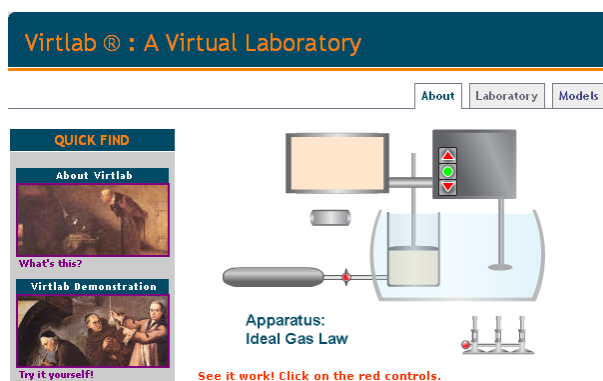 Virtlab ® : A Virtual Laboratory
About Laboratory Models
QUICK FIND
About Virtlab
What's this?
Virtlab Demonstration
Try it yourself!
Apparatus:
Ideal Gas Law
See it work! Click on the red controls.